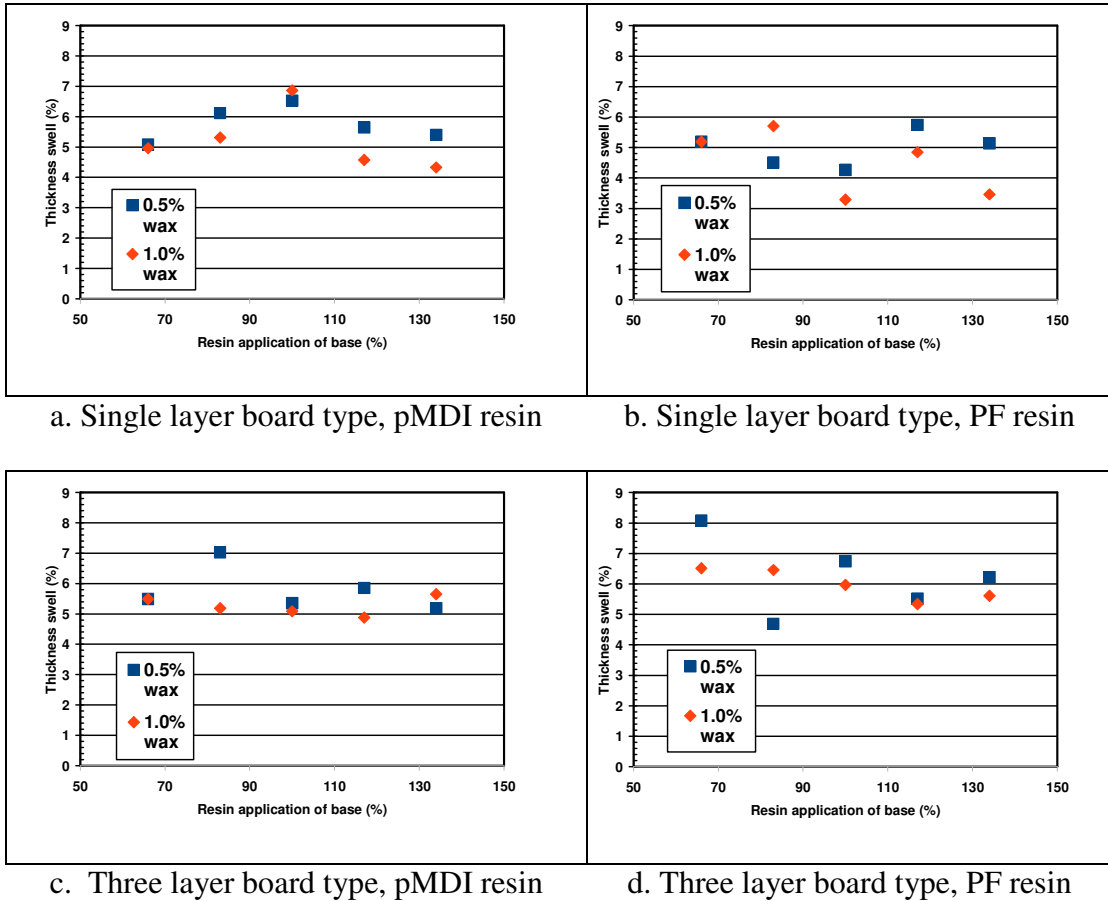 9
8
7
6
5
4
3
2
1
0
Thickness swell (%)
0.5%
wax
1.0%
wax
50 70 90 110 130 150
Resin application of base (%)
9
8
7
6
5
4
3
2
1
0
Thickness swell (%)
0.5%
wax
1.0%
wax
50 70 90 110 130 150
Resin application of base (%)
a. Single layer board type, pMDI resin
b. Single layer board type, PF resin
9
8
7
6
5
4
3
2
1
0
Thickness swell (%)
0.5%
wax
1.0%
wax
50 70 90 110 130 150
Resin application of base (%)
9
8
7
6
5
4
3
2
1
0
Thickness swell (%)
0.5%
wax
1.0%
wax
50 70 90 110 130 150
Resin application of base (%)
c. Three layer board type, pMDI resin
d. Three layer board type, PF resin